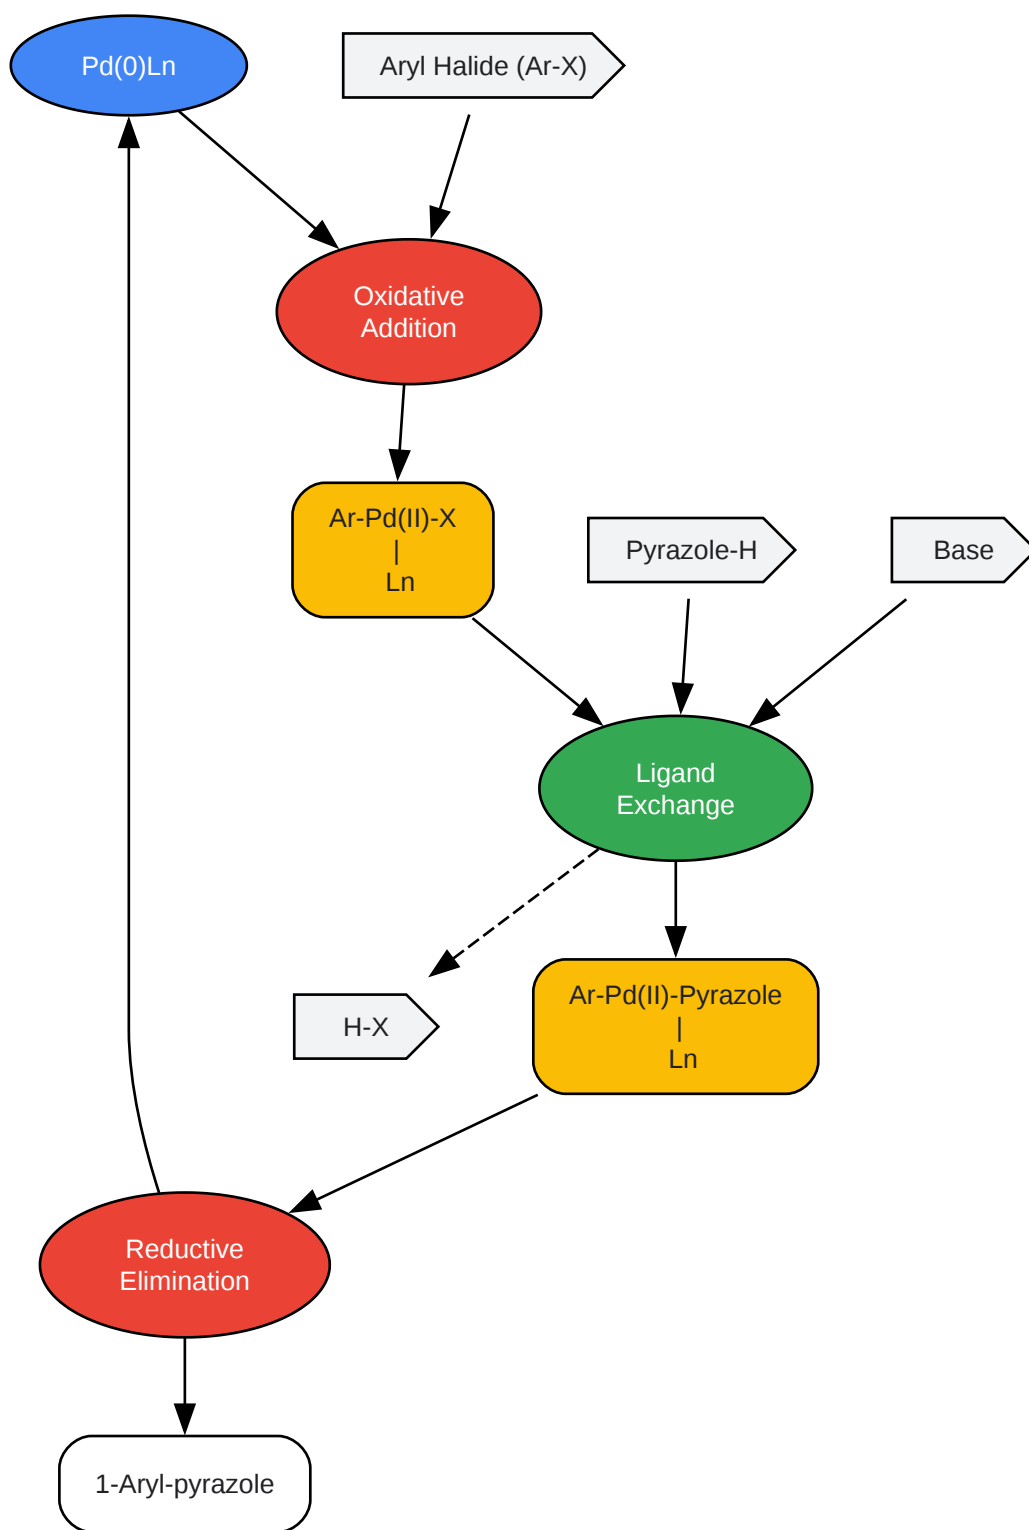 Pd(0)Ln
Aryl Halide (Ar-X)
Oxidative
Addition
Ar-Pd(II)-X
|
Ln
Pyrazole-H
Base
Ligand
Exchange
H-X
Ar-Pd(II)-Pyrazole
|
Ln
Reductive
Elimination
1-Aryl-pyrazole